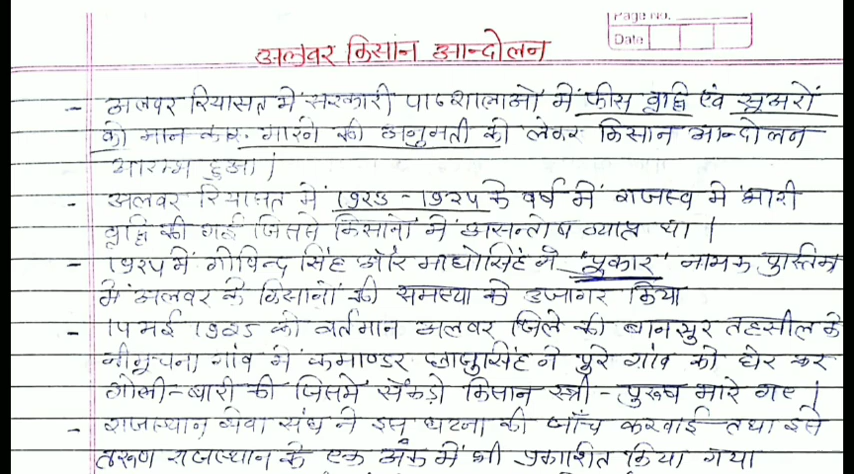 Page No.
Date
अलवर किसान आन्दोलन
- अलवर रियासत में सरकारी पाठशालाओं में फीस वृद्धि एवं सूअरों
को मान कर मारने की अनुमती को लेकर किसान आन्दोलन
आरम्भ हुआ।
- अलवर रियासत में 1923-1924 के वर्ष में राजस्व में भारी
वृद्धि की गई जिससे किसानों में असन्तोष व्याप्त था।
- 1924 में गोविन्द सिंह और माधोसिंह ने "पुकार" नामक पुस्तिका
में अलवर के किसानों की समस्या को उजागर किया
- 14 मई 1925 को वर्तमान अलवर जिले की बानसुर तहसील के
नीमूचना गांव में कमाण्डर छाजुसिंह ने पुरे गांव को घेर कर
गोली-बारी की जिसमें सैंकड़ो किसान स्त्री-पुरुष मारे गए।
- राजस्थान सेवा संघ ने इस घटना की जाँच करवाई तथा इसे
तरूण राजस्थान के एक अंक में भी प्रकाशित किया गया